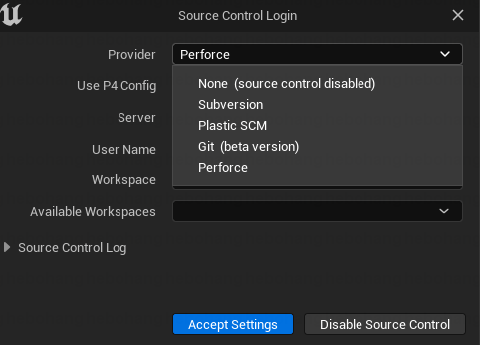 Source Control Login
Provider Perforce
None (source control disabled)
Use P4 Config
Subversion
Server
Plastic SCM
User Name
Git (beta version)
Workspace
Perforce
Available Workspaces
Source Control Log
Accept Settings Disable Source Control